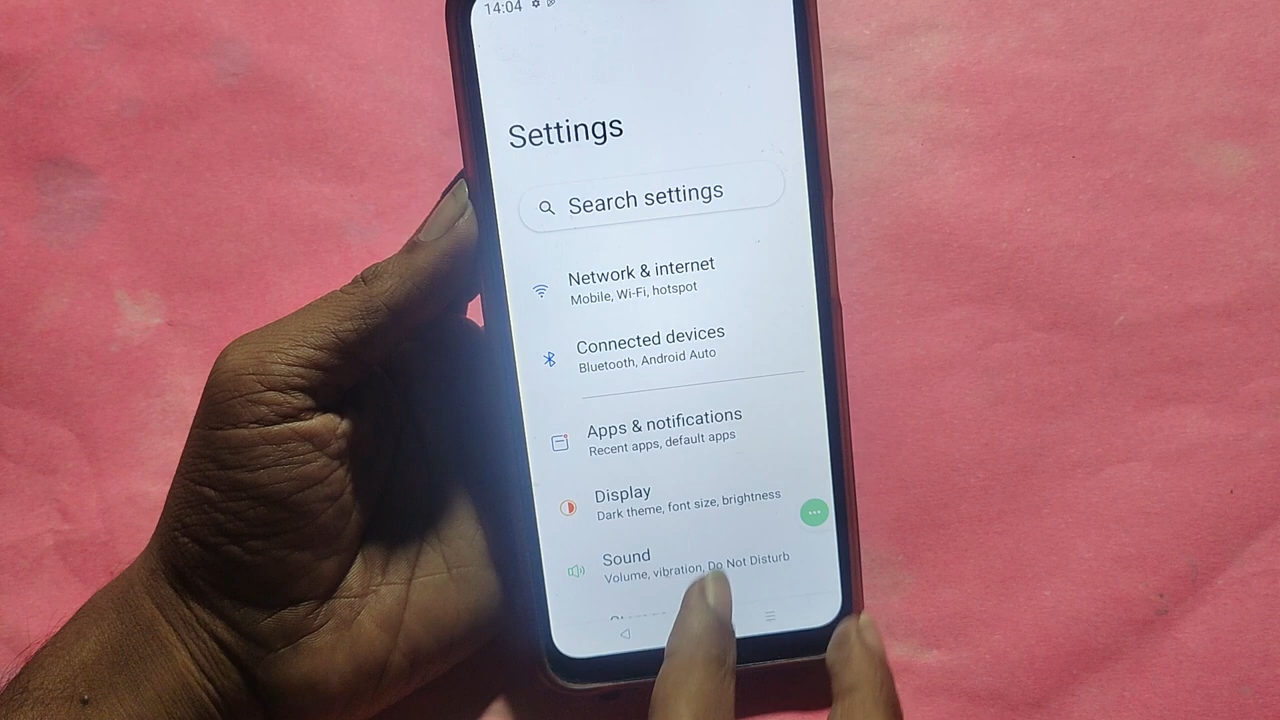 14:04
Settings
Search settings
Network & internet
Mobile, Wi-Fi, hotspot
Connected devices
Bluetooth, Android Auto
Apps & notifications
Recent apps, default apps
Display
Dark theme, font size, brightness
Sound
Volume, vibration, Do Not Disturb